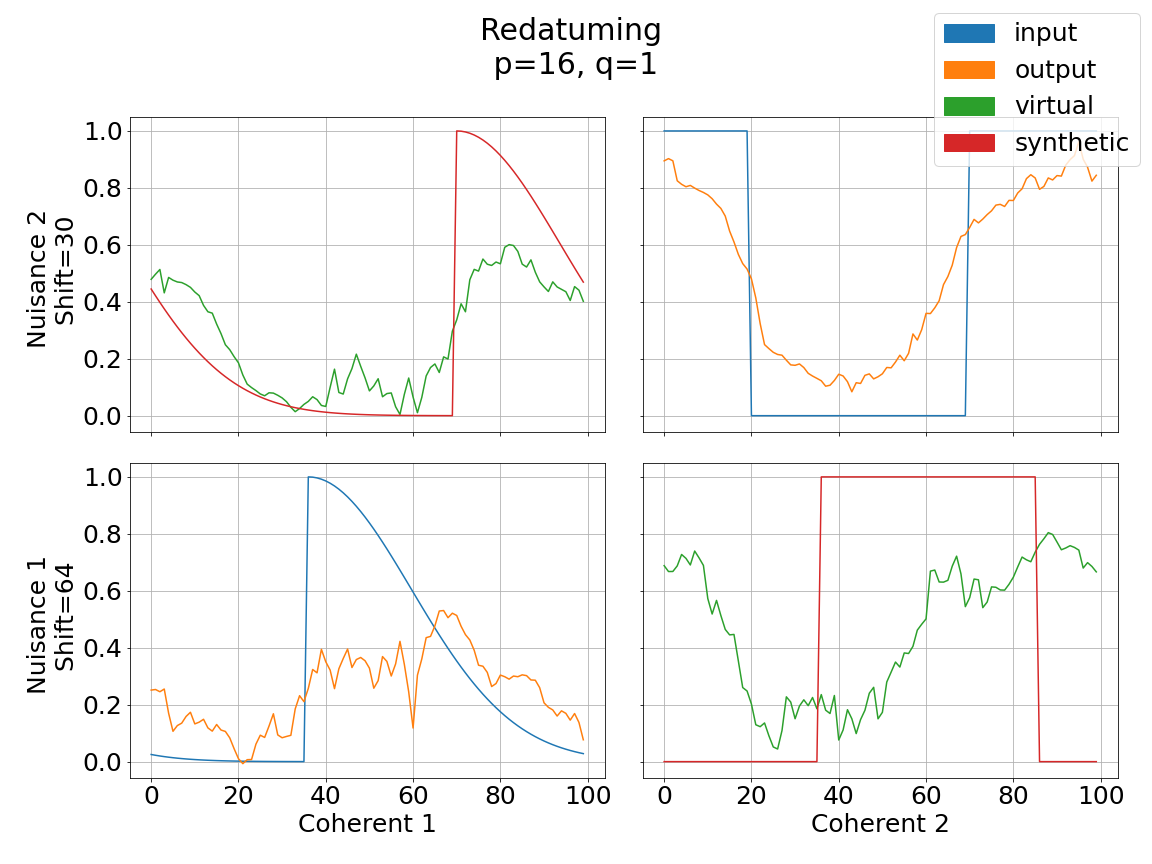 Redatuming
p=16, q=1
input
output
virtual
synthetic
Nuisance 2
Shift=30
1.0
0.8
0.6
0.4
0.2
0.0
Nuisance 1
Shift=64
1.0
0.8
0.6
0.4
0.2
0.0
0 20 40 60 80 100
0 20 40 60 80 100
Coherent 1
Coherent 2